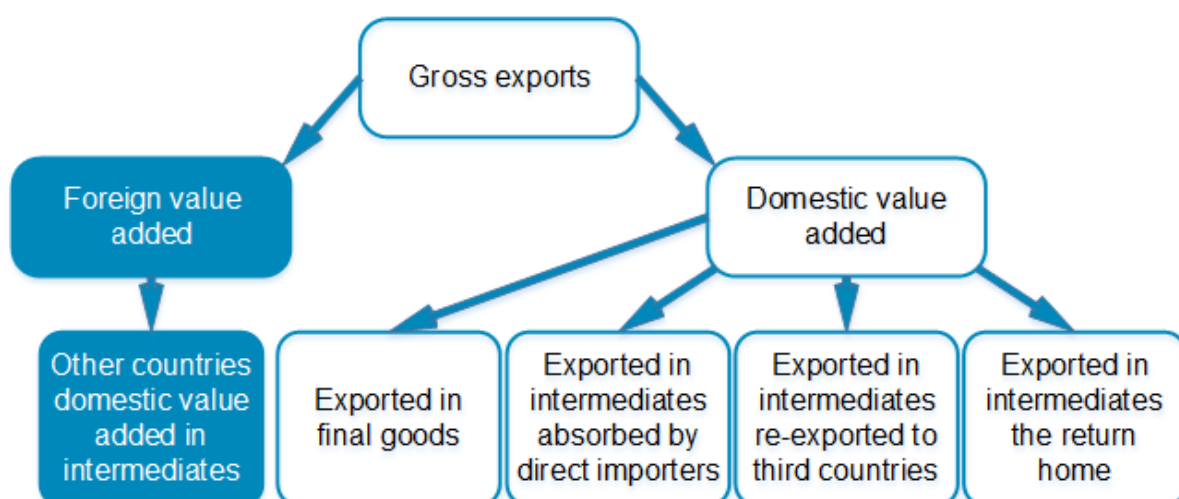 Gross exports
Foreign value
added
Domestic value
added
Other countries
domestic value
added in
intermediates
Exported in
final goods
Exported in
intermediates
absorbed by
direct importers
Exported in
intermediates
re-exported to
third countries
Exported in
intermediates
the return
home